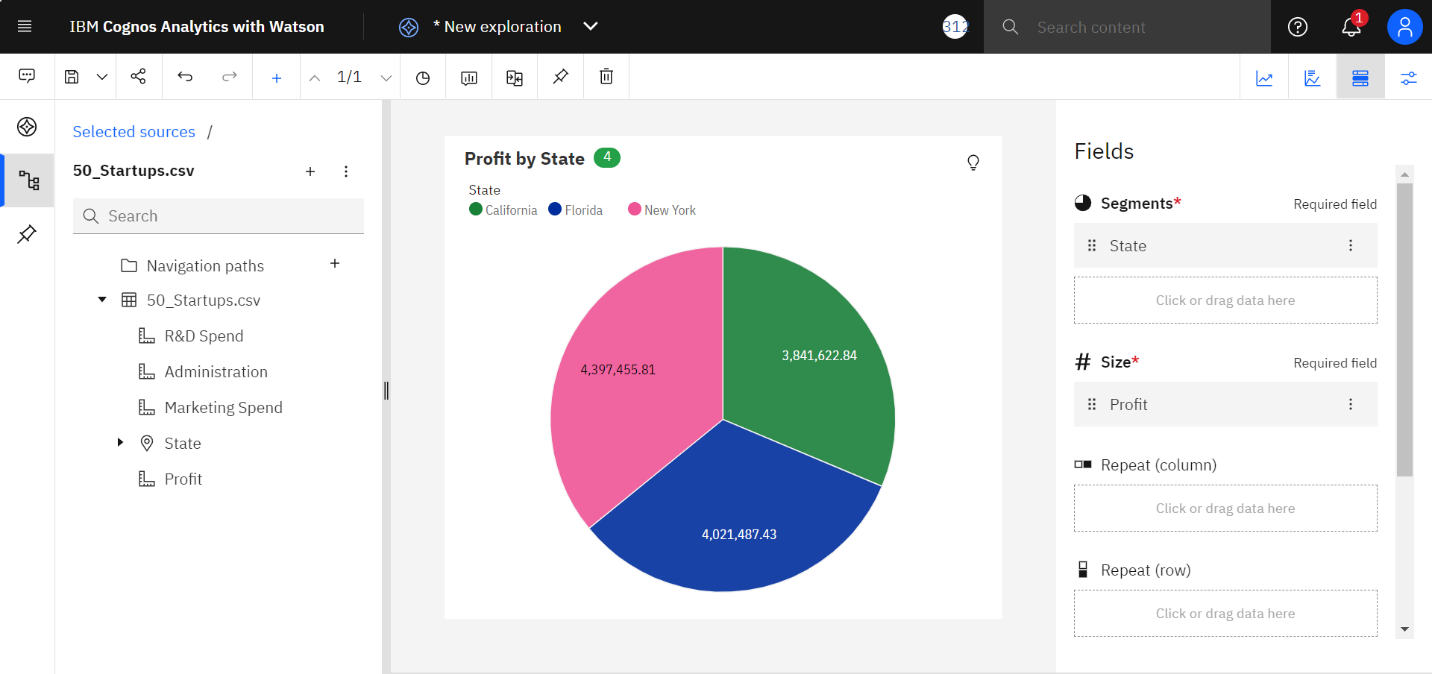 IBM Cognos Analytics with Watson
* New exploration
312
Search content
1
1/1
Selected sources /
50_Startups.csv
Search
Navigation paths
50_Startups.csv
R&D Spend
Administration
Marketing Spend
State
Profit
Profit by State 4
State
California Florida New York
3,841,622.84
4,397,455.81
4,021,487.43
Fields
Segments* Required field
State
Click or drag data here
# Size* Required field
Profit
Repeat (column)
Click or drag data here
Repeat (row)
Click or drag data here